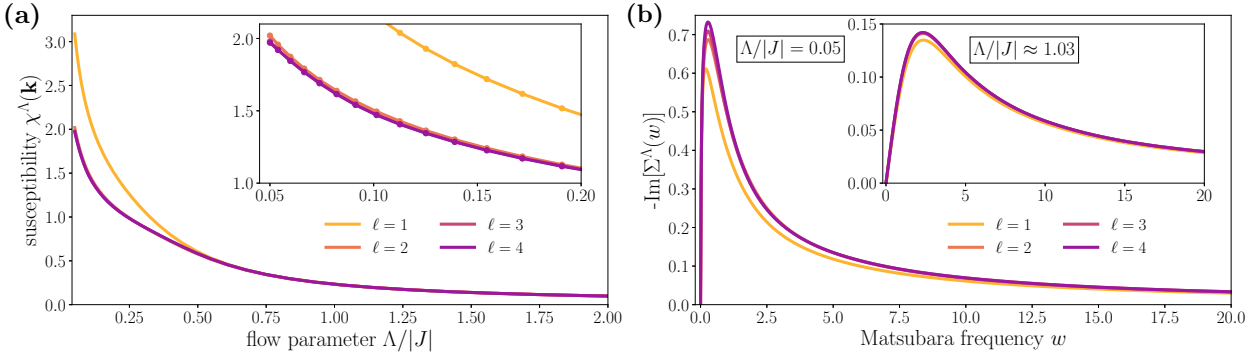 (a)
susceptibility χ^Λ(k)
3.0
2.5
2.0
1.5
1.0
0.5
0.0
0.25 0.50 0.75 1.00 1.25 1.50 1.75 2.00
flow parameter Λ/|J|
2.0
1.5
1.0
0.05 0.10 0.15 0.20
ℓ = 1 ℓ = 3
ℓ = 2 ℓ = 4
(b)
-Im[Σ^Λ(w)]
0.7
0.6
0.5
0.4
0.3
0.2
0.1
0.0
0.0 2.5 5.0 7.5 10.0 12.5 15.0 17.5 20.0
Matsubara frequency w
Λ/|J| = 0.05
0.15
0.10
0.05
0.00
0 5 10 15 20
Λ/|J| ≈ 1.03
ℓ = 1 ℓ = 3
ℓ = 2 ℓ = 4